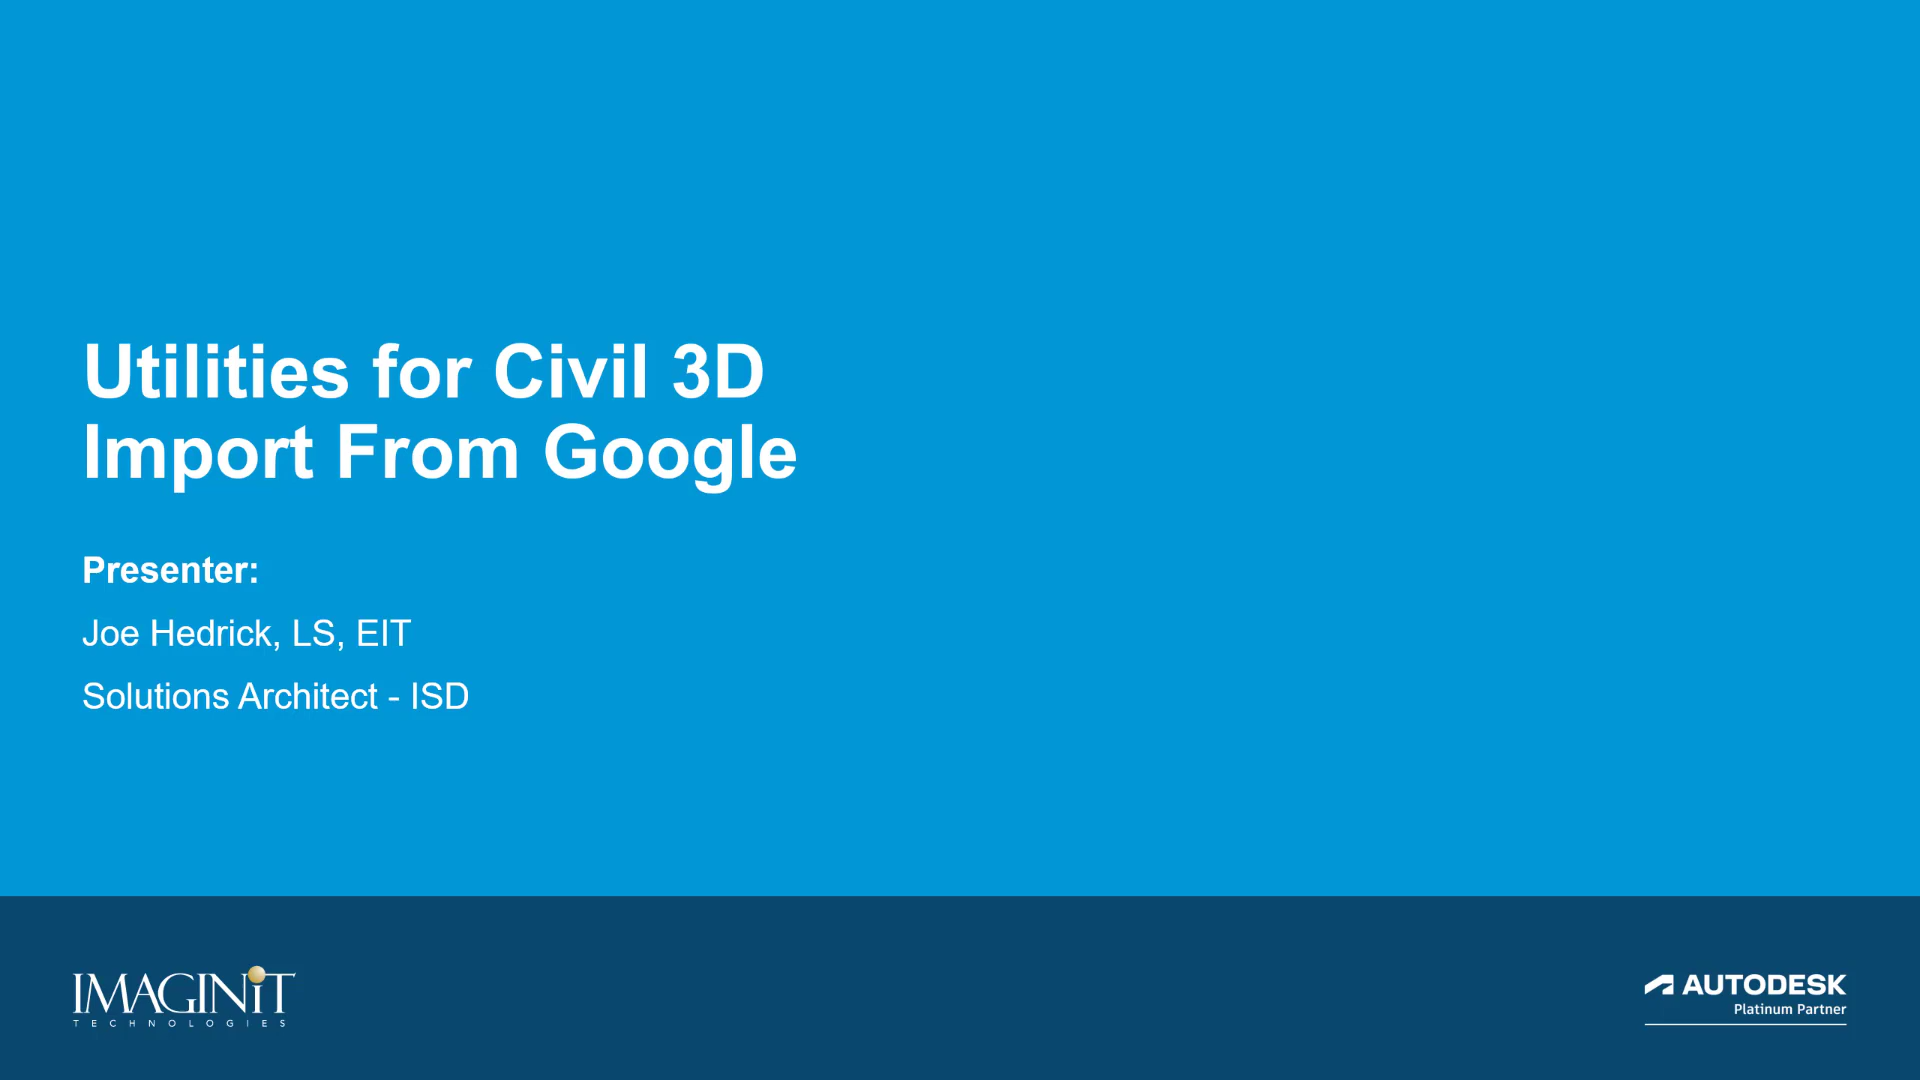 Utilities for Civil 3D
Import From Google
Presenter:
Joe Hedrick, LS, EIT
Solutions Architect - ISD
IMAGINiT
TECHNOLOGIES
AUTODESK
Platinum Partner